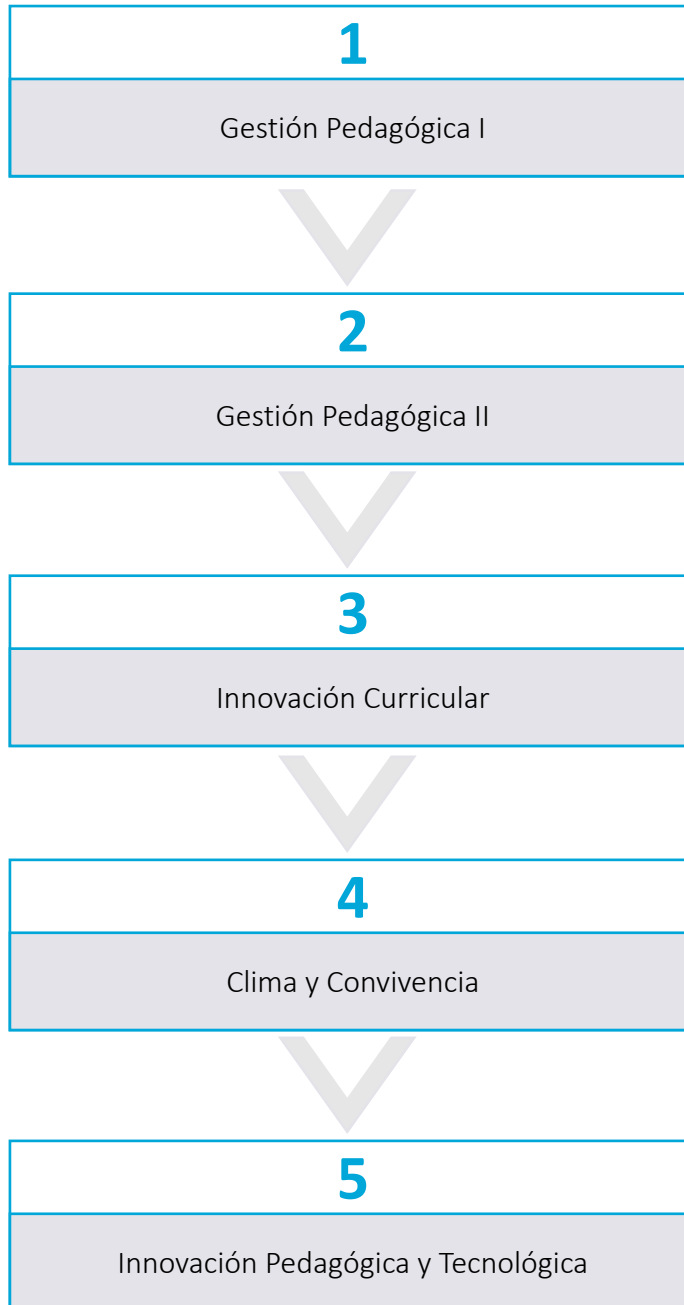 1
Gestión Pedagógica I
2
Gestión Pedagógica II
3
Innovación Curricular
4
Clima y Convivencia
5
Innovación Pedagógica y Tecnológica